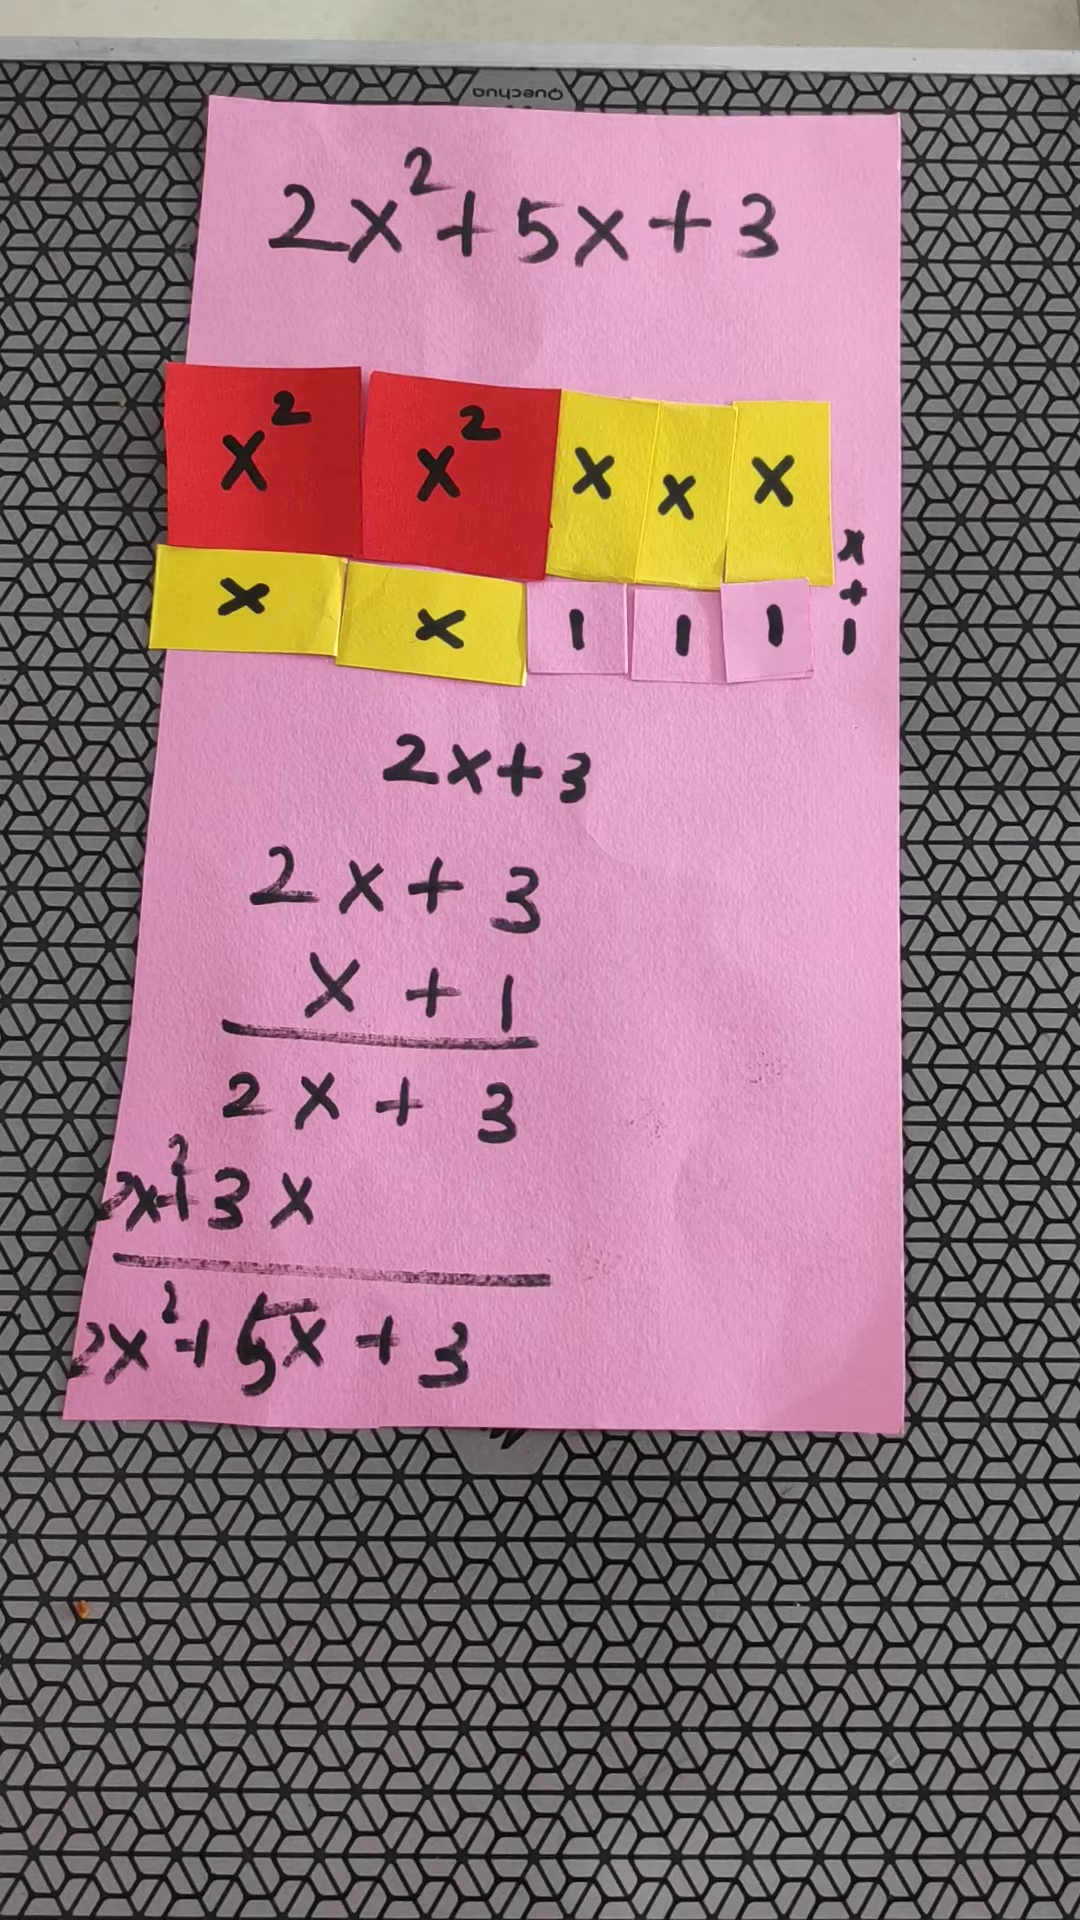 Quechua
2x²+5x+3
x² x² x x x
x
+
1
x x 1 1 1
2x+3
2x+3
x+1
2x+3
2x²+3x
2x²+5x+3